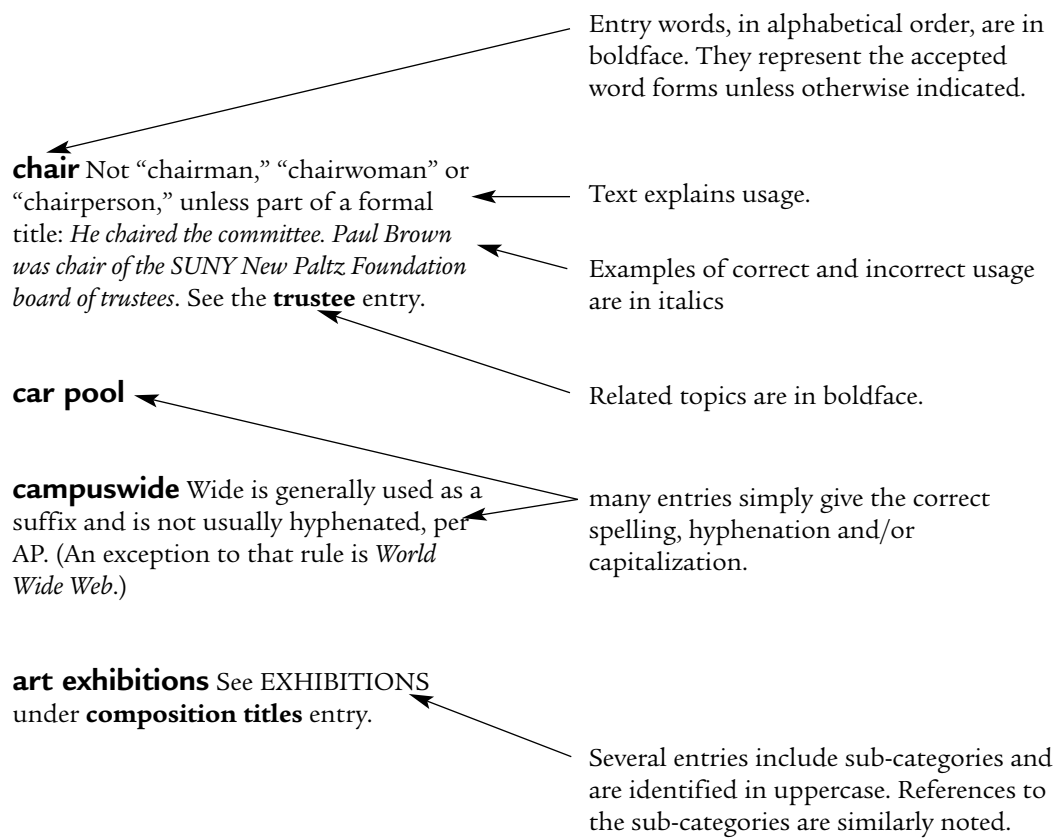 Entry words, in alphabetical order, are in
boldface. They represent the accepted
word forms unless otherwise indicated.
chair Not “chairman,” “chairwoman” or
“chairperson,” unless part of a formal
title: He chaired the committee. Paul Brown
was chair of the SUNY New Paltz Foundation
board of trustees. See the trustee entry.
Text explains usage.
Examples of correct and incorrect usage
are in italics
car pool
Related topics are in boldface.
campuswide Wide is generally used as a
suffix and is not usually hyphenated, per
AP. (An exception to that rule is World
Wide Web.)
many entries simply give the correct
spelling, hyphenation and/or
capitalization.
art exhibitions See EXHIBITIONS
under composition titles entry.
Several entries include sub-categories and
are identified in uppercase. References to
the sub-categories are similarly noted.